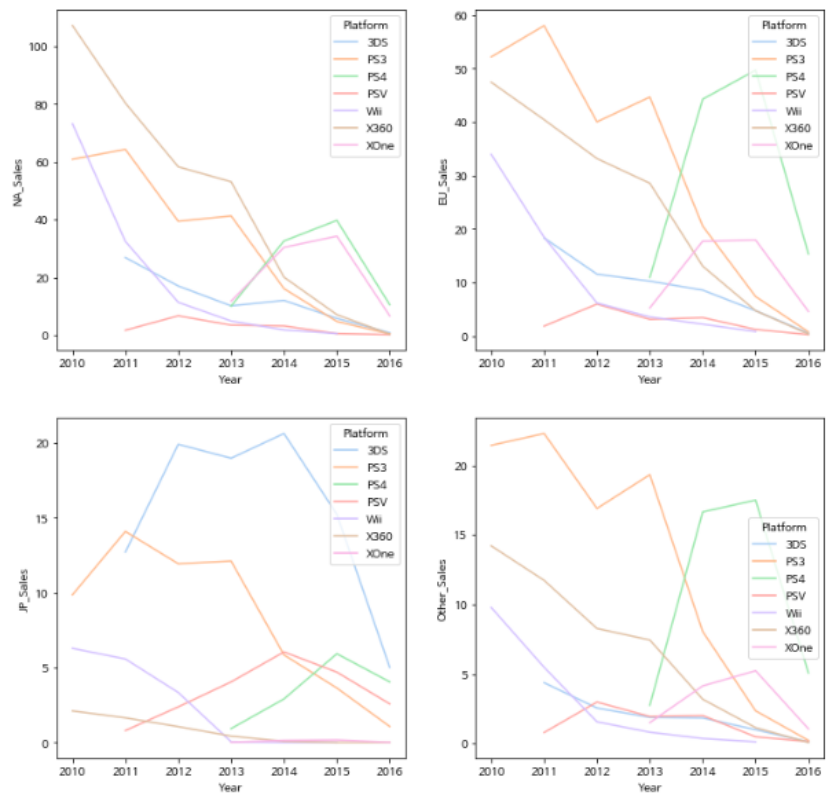 Platform
3DS
PS3
PS4
PSV
Wii
X360
XOne
100
80
60
40
20
0
NA_Sales
2010 2011 2012 2013 2014 2015 2016
Year
Platform
3DS
PS3
PS4
PSV
Wii
X360
XOne
60
50
40
30
20
10
0
EU_Sales
2010 2011 2012 2013 2014 2015 2016
Year
Platform
3DS
PS3
PS4
PSV
Wii
X360
XOne
20
15
10
5
0
JP_Sales
2010 2011 2012 2013 2014 2015 2016
Year
Platform
3DS
PS3
PS4
PSV
Wii
X360
XOne
20
15
10
5
0
Other_Sales
2010 2011 2012 2013 2014 2015 2016
Year